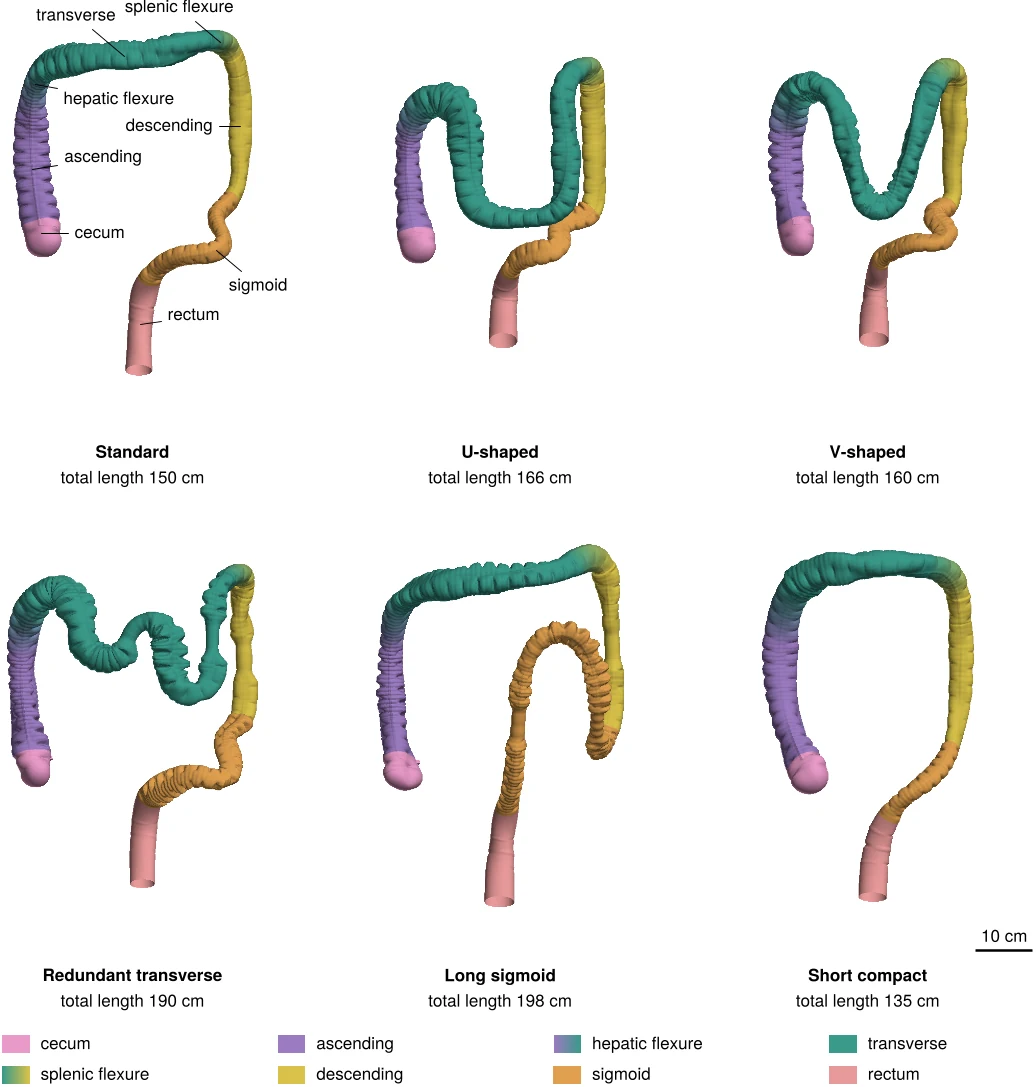 splenic flexure
transverse
hepatic flexure
descending
ascending
cecum
sigmoid
rectum
Standard
total length 150 cm
U-shaped
total length 166 cm
V-shaped
total length 160 cm
10 cm
Redundant transverse
total length 190 cm
Long sigmoid
total length 198 cm
Short compact
total length 135 cm
cecum
ascending
hepatic flexure
transverse
splenic flexure
descending
sigmoid
rectum